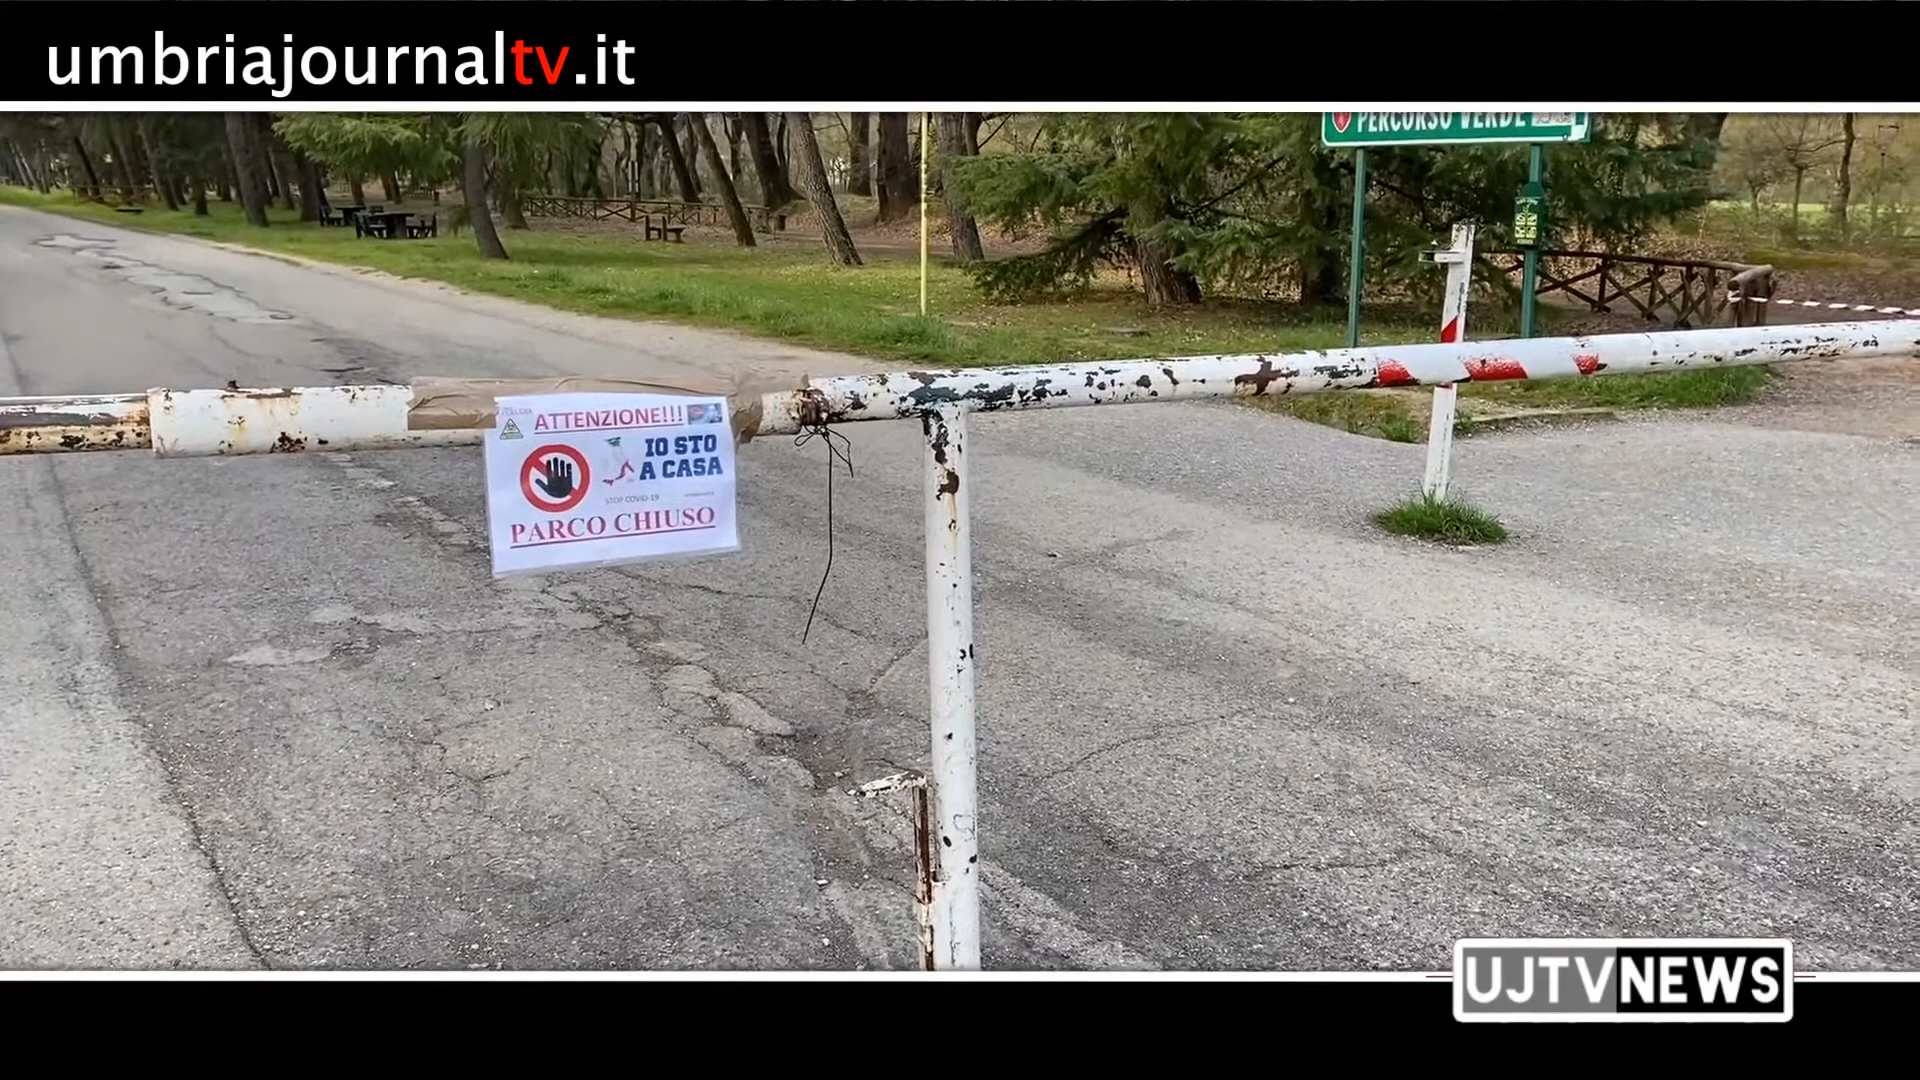 umbriajournaltv.it
PERCORSO VERDE
ATTENZIONE!!!
IO STO
A CASA
STOP COVID-19
PARCO CHIUSO
UJTVNEWS